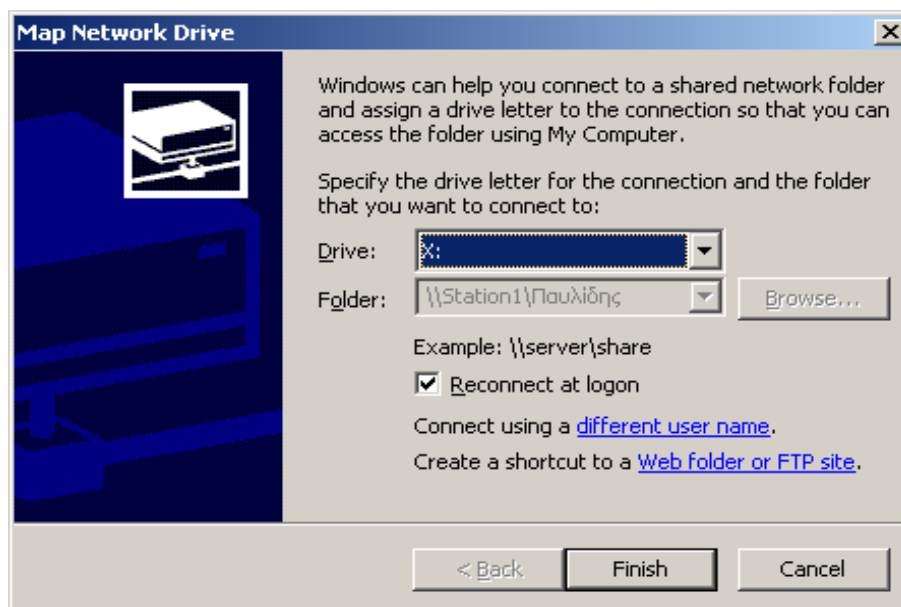 Map Network Drive
Windows can help you connect to a shared network folder
and assign a drive letter to the connection so that you can
access the folder using My Computer.
Specify the drive letter for the connection and the folder
that you want to connect to:
Drive: X:
Folder: \\Station1\Παυλίδης Browse...
Example: \\server\share
Reconnect at logon
Connect using a different user name.
Create a shortcut to a Web folder or FTP site.
< Back Finish Cancel